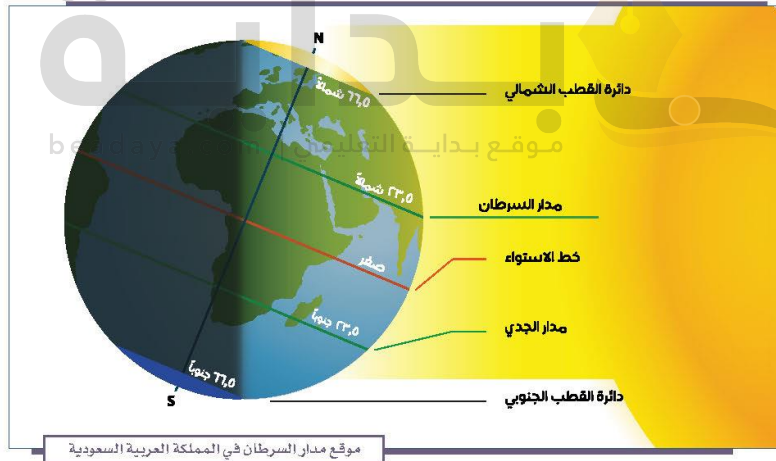 بداية
موقع بداية التعليمي
N
دائرة القطب الشمالي
٦٦,٥ شمالاً
مدار السرطان
٢٣,٥ شمالاً
خط الاستواء
صفر
مدار الجدي
٢٣,٥ جنوباً
دائرة القطب الجنوبي
٦٦,٥ جنوباً
S
موقع مدار السرطان في المملكة العربية السعودية